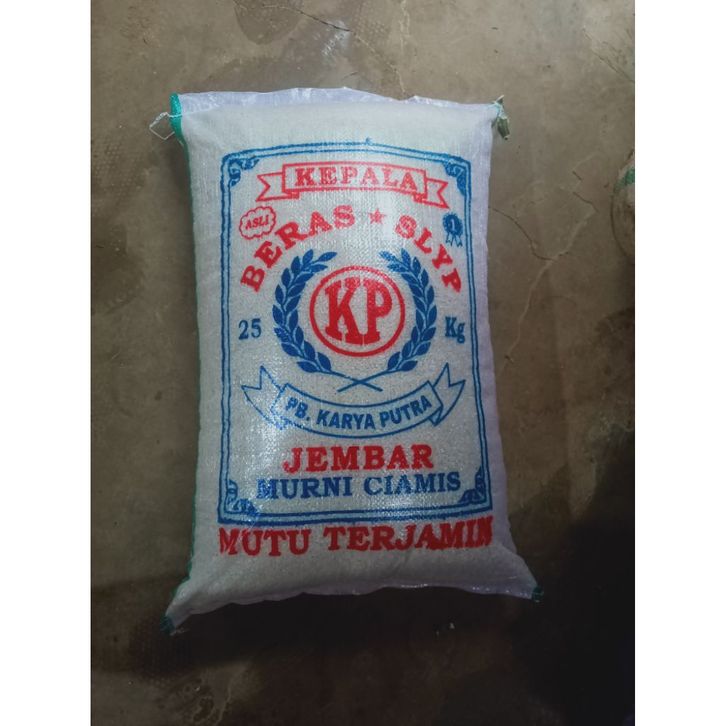 KEPALA
ASLI
BERAS ★ SLYP
1
KP
25 Kg
PB. KARYA PUTRA
JEMBAR
MURNI CIAMIS
MUTU TERJAMIN